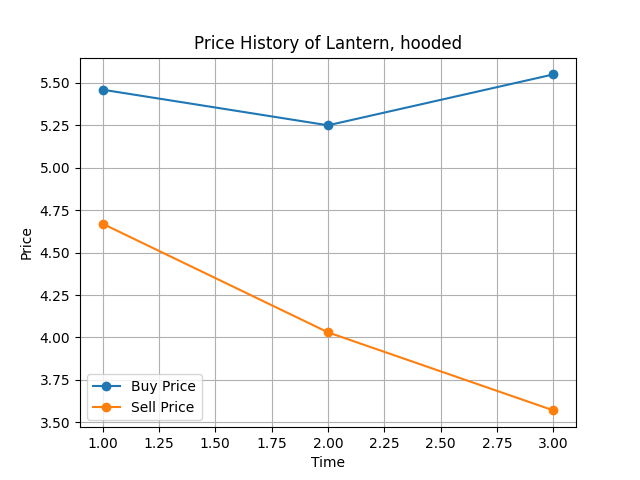 Price History of Lantern, hooded
Price
5.50
5.25
5.00
4.75
4.50
4.25
4.00
3.75
3.50
Buy Price
Sell Price
1.00 1.25 1.50 1.75 2.00 2.25 2.50 2.75 3.00
Time